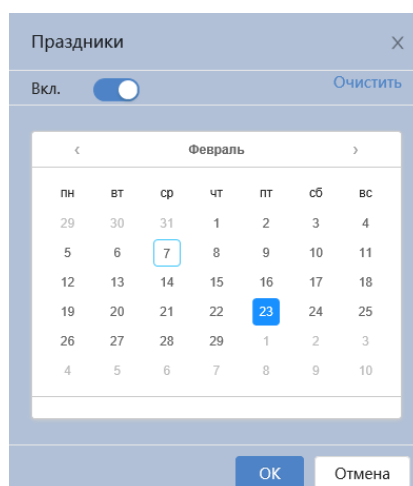 Праздники
Вкл. Очистить
Февраль
пн вт ср чт пт сб вс
29 30 31 1 2 3 4
5 6 7 8 9 10 11
12 13 14 15 16 17 18
19 20 21 22 23 24 25
26 27 28 29 1 2 3
4 5 6 7 8 9 10
ОК Отмена